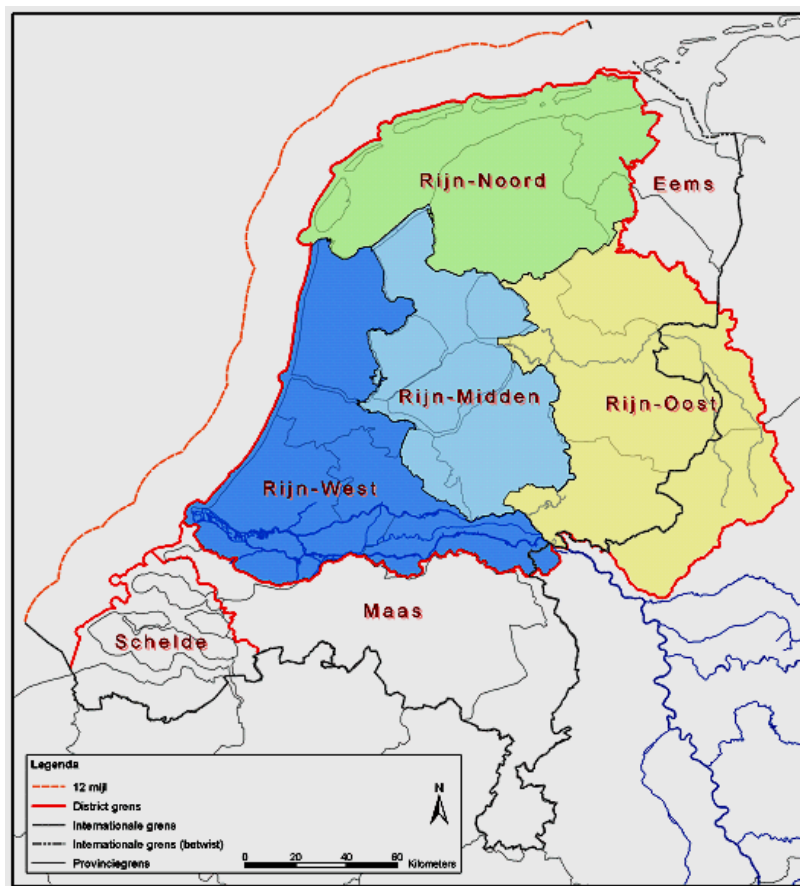 Rijn-Noord
Eems
Rijn-Midden
Rijn-Oost
Rijn-West
Maas
Schelde
Legenda
12 mijl
District grens
Internationale grens
Internationale grens (betwist)
Provinciegrens
N
0 20 40 60 Kilometers